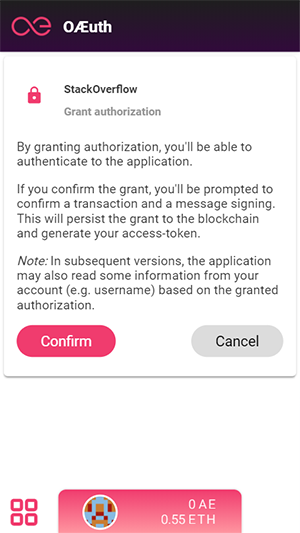 OÆuth
StackOverflow
Grant authorization
By granting authorization, you'll be able to
authenticate to the application.
If you confirm the grant, you'll be prompted to
confirm a transaction and a message signing.
This will persist the grant to the blockchain
and generate your access-token.
Note: In subsequent versions, the application
may also read some information from your
account (e.g. username) based on the granted
authorization.
Confirm Cancel
0 AE
0.55 ETH